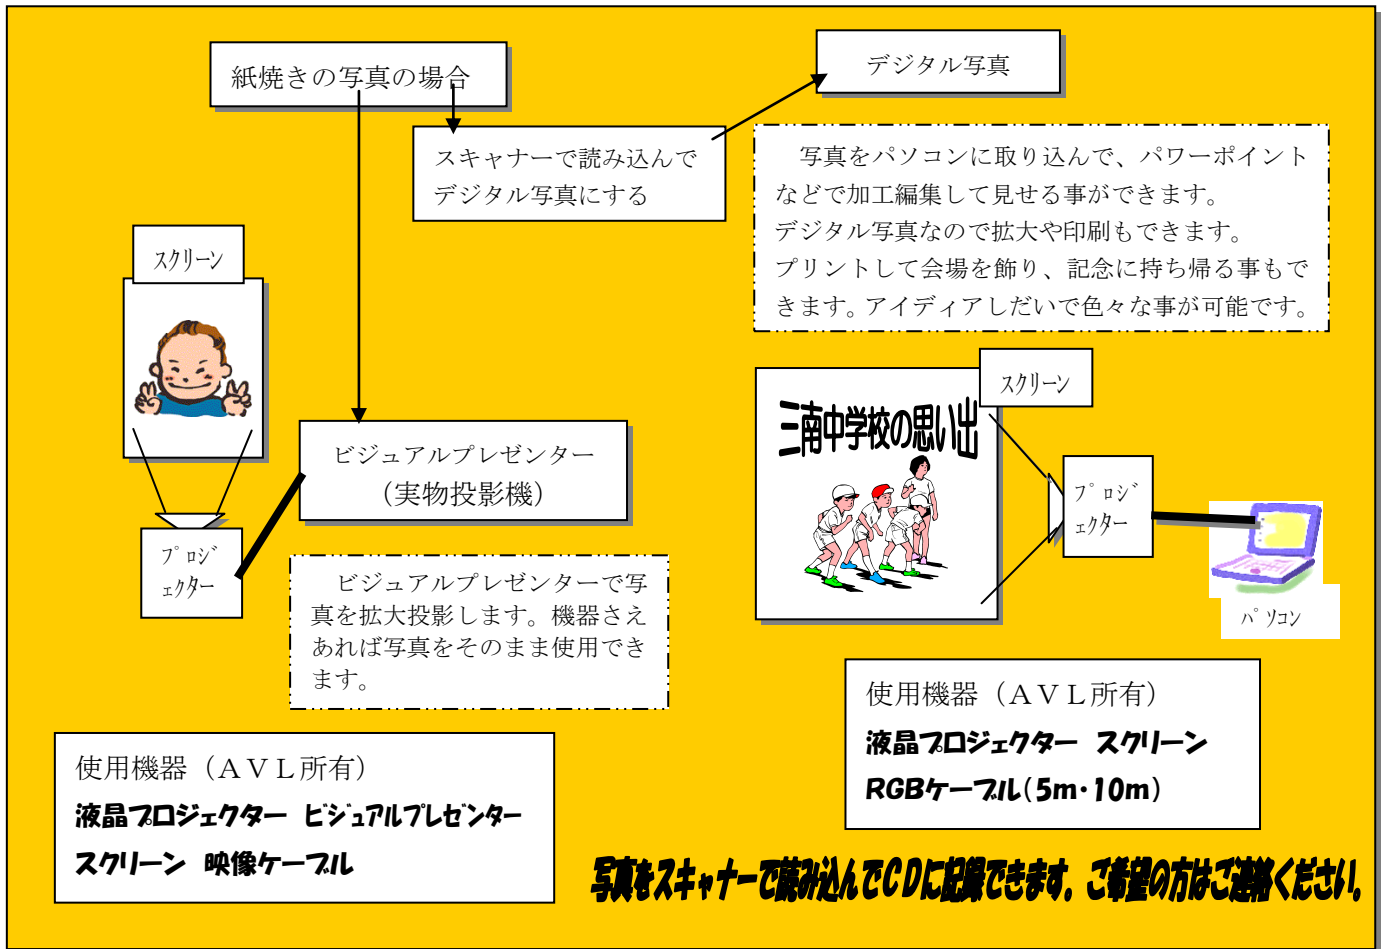 紙焼きの写真の場合
デジタル写真
スキャナーで読み込んで
デジタル写真にする
写真をパソコンに取り込んで、パワーポイント
などで加工編集して見せる事ができます。
デジタル写真なので拡大や印刷もできます。
プリントして会場を飾り、記念に持ち帰る事もで
きます。アイディアしだいで色々な事が可能です。
スクリーン
スクリーン
三南中学校の思い出
ビジュアルプレゼンター
（実物投影機）
プロジ
ェクター
プロジ
ェクター
パソコン
ビジュアルプレゼンターで写
真を拡大投影します。機器さえ
あれば写真をそのまま使用でき
ます。
使用機器（ＡＶＬ所有）
液晶プロジェクター　スクリーン
RGBケーブル(5m・10m)
使用機器（ＡＶＬ所有）
液晶プロジェクター　ビジュアルプレゼンター
スクリーン　映像ケーブル
写真をスキャナーで読み込んでＣＤに記録できます。ご希望の方はご連絡ください。